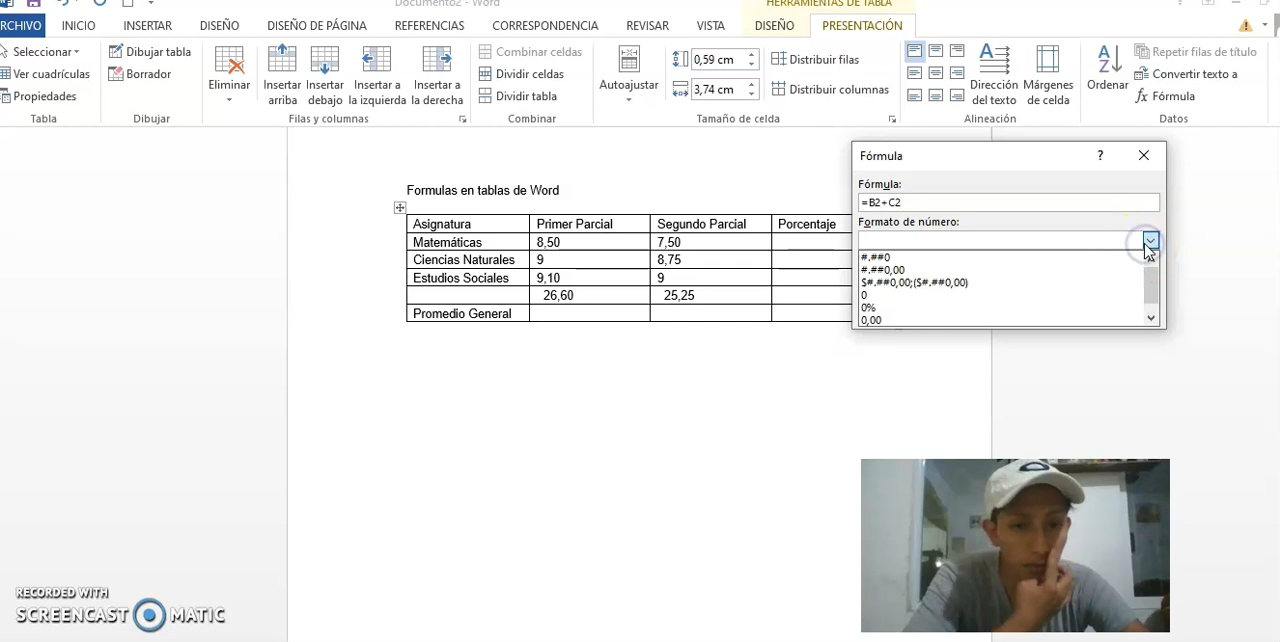 Documento2 - Word
HERRAMIENTAS DE TABLA
RCHIVO INICIO INSERTAR DISEÑO DISEÑO DE PÁGINA REFERENCIAS CORRESPONDENCIA REVISAR VISTA DISEÑO PRESENTACIÓN
Seleccionar
Ver cuadrículas
Propiedades
Tabla
Dibujar tabla
Borrador
Dibujar
Eliminar
Insertar arriba
Insertar debajo
Insertar a la izquierda
Insertar a la derecha
Filas y columnas
Combinar celdas
Dividir celdas
Dividir tabla
Combinar
Autoajustar
0,59 cm
3,74 cm
Distribuir filas
Distribuir columnas
Tamaño de celda
Dirección del texto
Márgenes de celda
Alineación
Ordenar
Repetir filas de título
Convertir texto a
fx Fórmula
Datos
Formulas en tablas de Word
Asignatura Primer Parcial Segundo Parcial Porcentaje
Matemáticas 8,50 7,50
Ciencias Naturales 9 8,75
Estudios Sociales 9,10 9
26,60 25,25
Promedio General
Fórmula ?
Fórmula:
=B2+C2
Formato de número:
#.##0
#.##0,00
$#.##0,00;($#.##0,00)
0
0%
0,00
RECORDED WITH
SCREENCAST MATIC